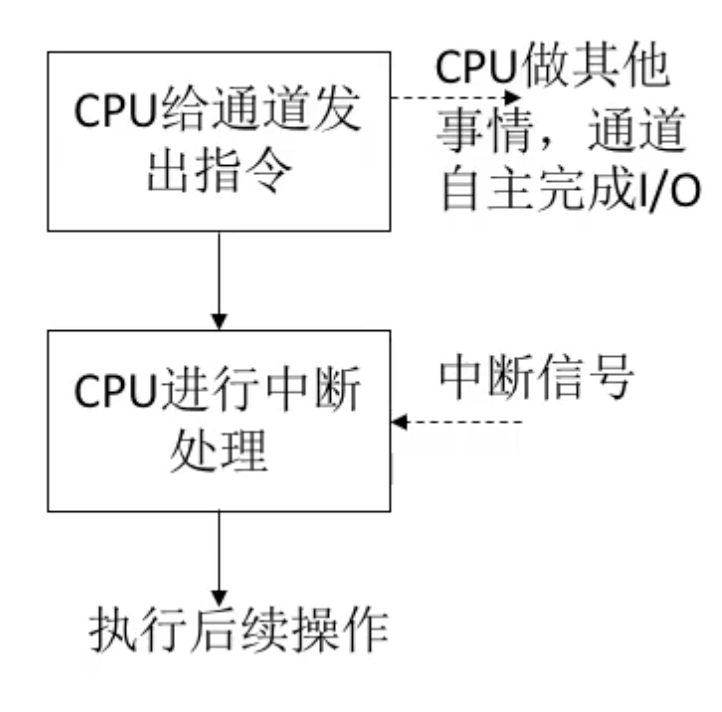 CPU给通道发
出指令
CPU做其他
事情，通道
自主完成I/O
CPU进行中断
处理
中断信号
执行后续操作